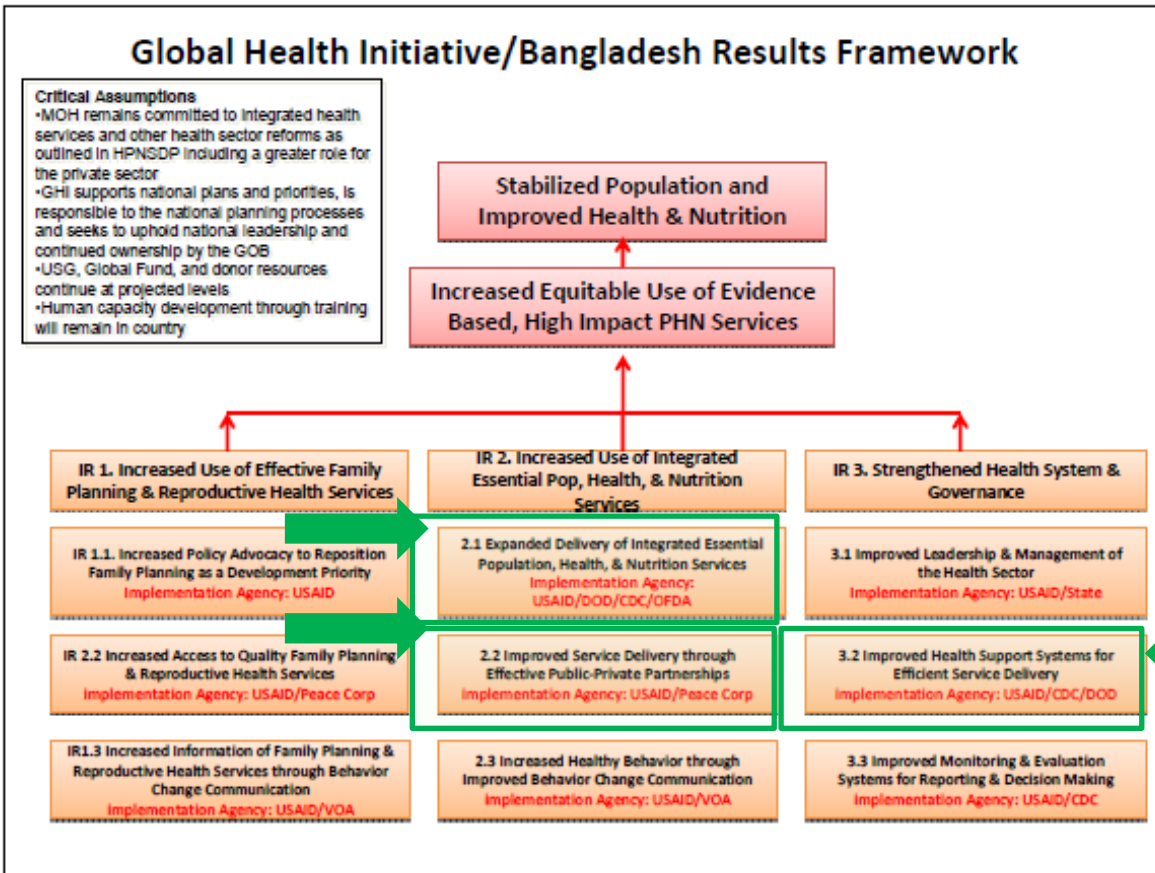 Global Health Initiative/Bangladesh Results Framework
Critical Assumptions
•MOH remains committed to integrated health
services and other health sector reforms as
outlined in HPNSDP including a greater role for
the private sector
•GHI supports national plans and priorities, is
responsible to the national planning processes
and seeks to uphold national leadership and
continued ownership by the GOB
•USG, Global Fund, and donor resources
continue at projected levels
•Human capacity development through training
will remain in country
Stabilized Population and
Improved Health & Nutrition
Increased Equitable Use of Evidence
Based, High Impact PHN Services
IR 1. Increased Use of Effective Family
Planning & Reproductive Health Services
IR 2. Increased Use of Integrated
Essential Pop, Health, & Nutrition
Services
IR 3. Strengthened Health System &
Governance
IR 1.1. Increased Policy Advocacy to Reposition
Family Planning as a Development Priority
Implementation Agency: USAID
2.1 Expanded Delivery of Integrated Essential
Population, Health, & Nutrition Services
Implementation Agency:
USAID/DOD/CDC/OFDA
3.1 Improved Leadership & Management of
the Health Sector
Implementation Agency: USAID/State
IR 2.2 Increased Access to Quality Family Planning
& Reproductive Health Services
implementation Agency: USAID/Peace Corp
2.2 Improved Service Delivery through
Effective Public-Private Partnerships
implementation Agency: USAID/Peace Corp
3.2 Improved Health Support Systems for
Efficient Service Delivery
implementation Agency: USAID/CDC/DOD
IR1.3 Increased Information of Family Planning &
Reproductive Health Services through Behavior
Change Communication
implementation Agency: USAID/VOA
2.3 Increased Healthy Behavior through
Improved Behavior Change Communication
implementation Agency: USAID/VOA
3.3 Improved Monitoring & Evaluation
Systems for Reporting & Decision Making
implementation Agency: USAID/CDC